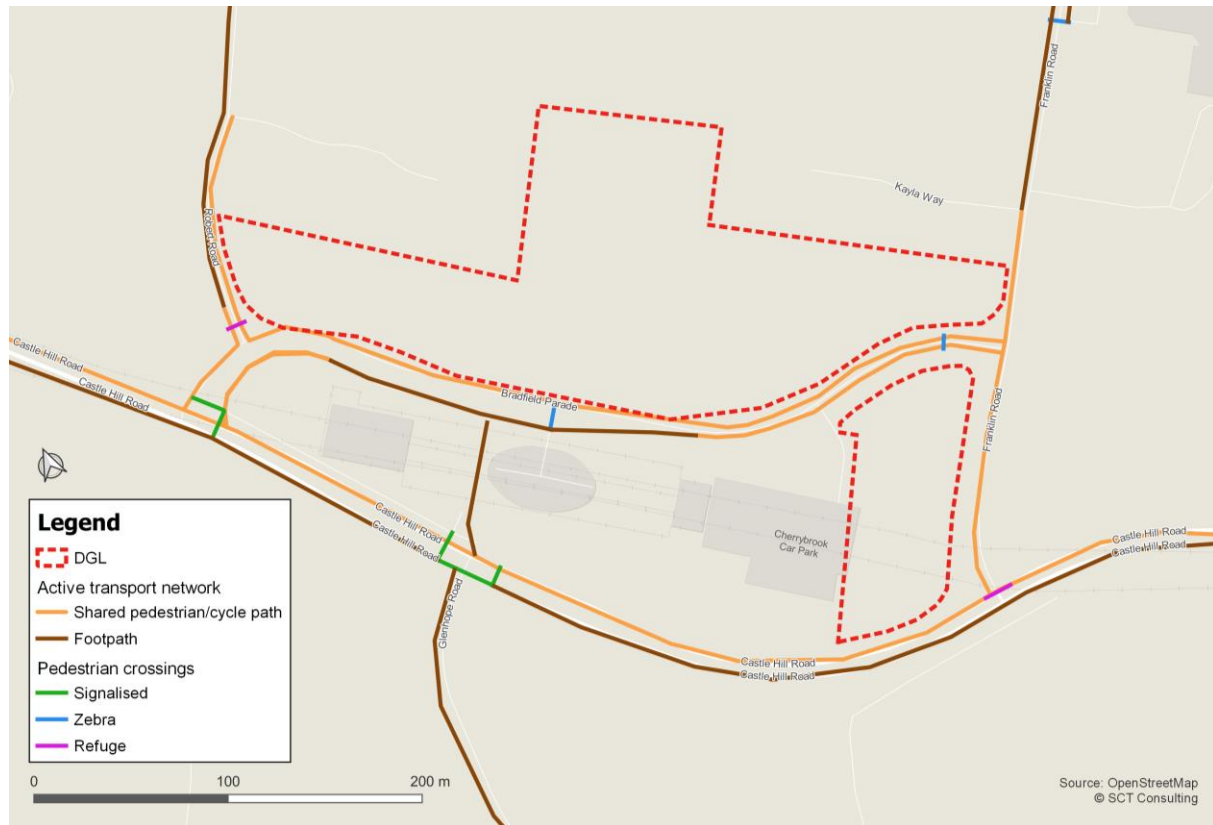 Franklin Road
Kayla Way
Robert Road
Castle Hill Road
Castle Hill Road
Bradfield Parade
Franklin Road
Castle Hill Road
Castle Hill Road
Cherrybrook
Car Park
Castle Hill Road
Castle Hill Road
Glenhope Road
Castle Hill Road
Castle Hill Road
Legend
DGL
Active transport network
Shared pedestrian/cycle path
Footpath
Pedestrian crossings
Signalised
Zebra
Refuge
0 100 200 m
Source: OpenStreetMap
© SCT Consulting